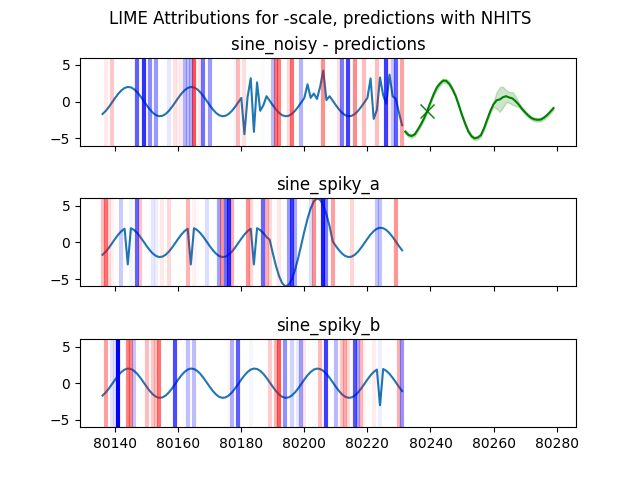 LIME Attributions for -scale, predictions with NHITS
sine_noisy - predictions
5
0
−5
sine_spiky_a
5
0
−5
sine_spiky_b
5
0
−5
80140 80160 80180 80200 80220 80240 80260 80280